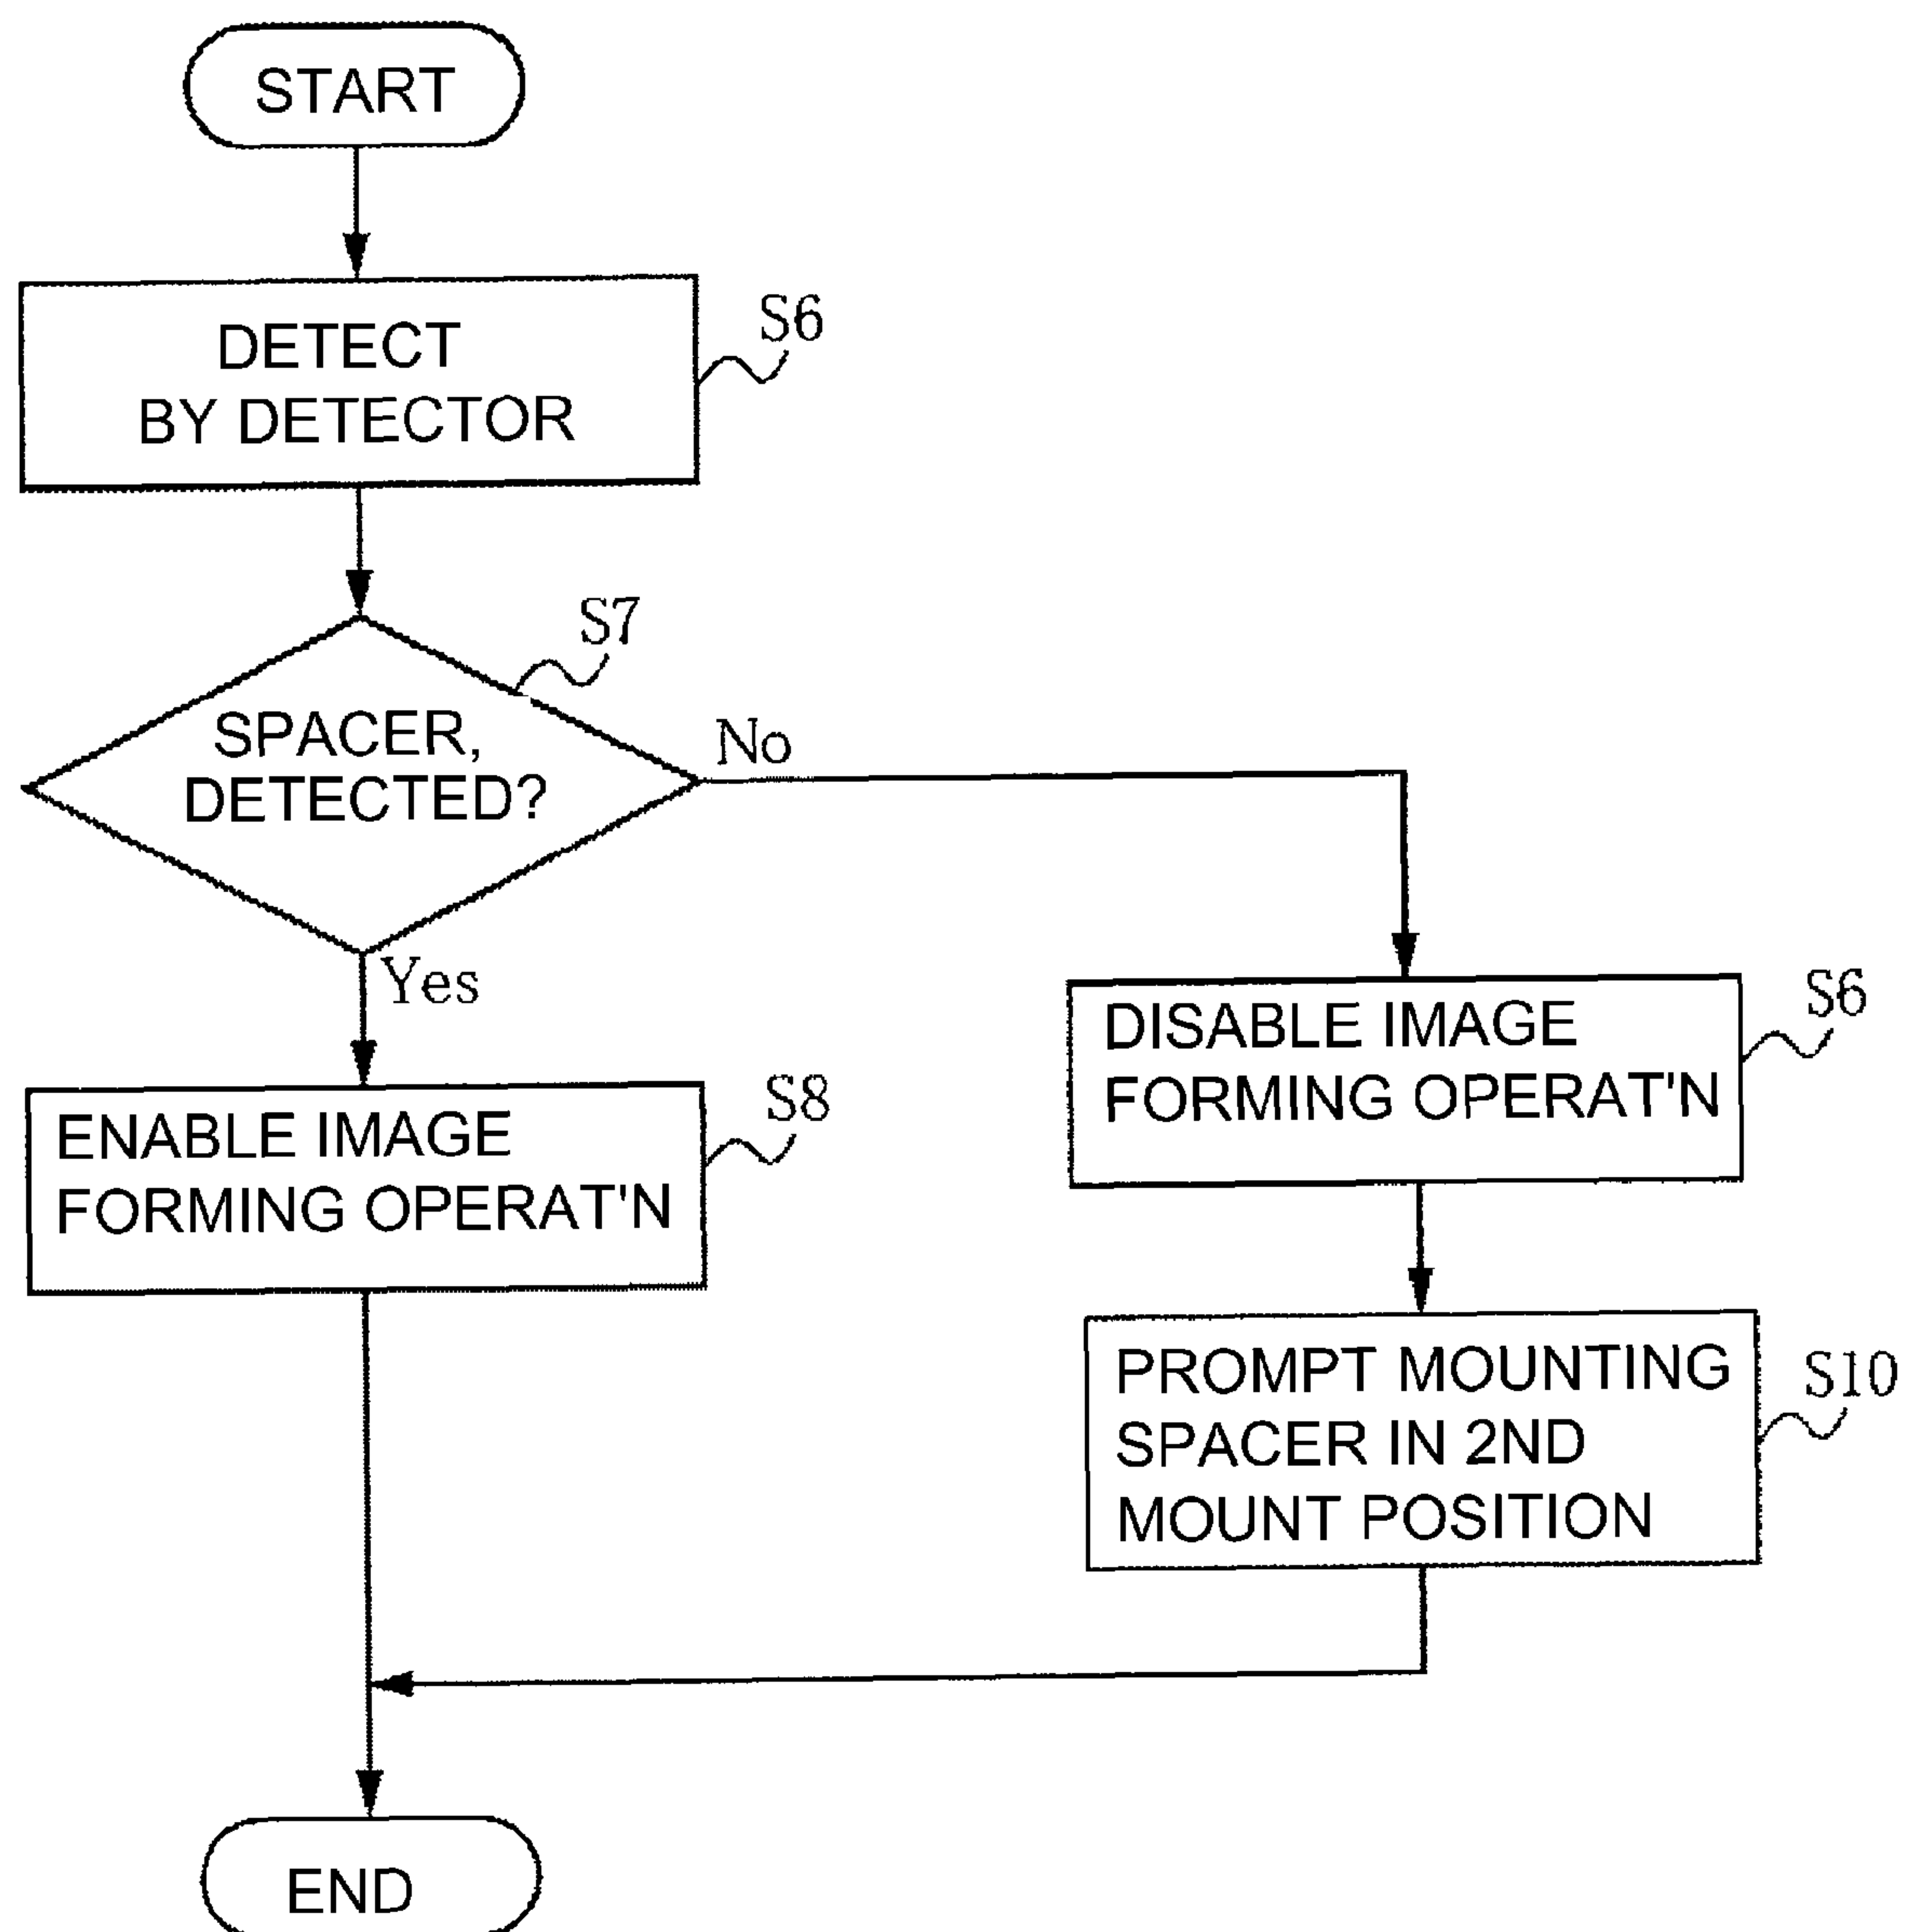 START
DETECT
BY DETECTOR
S6
S7
SPACER,
DETECTED?
No
Yes
ENABLE IMAGE
FORMING OPERAT'N
S8
DISABLE IMAGE
FORMING OPERAT'N
S6
PROMPT MOUNTING
SPACER IN 2ND
MOUNT POSITION
S10
END